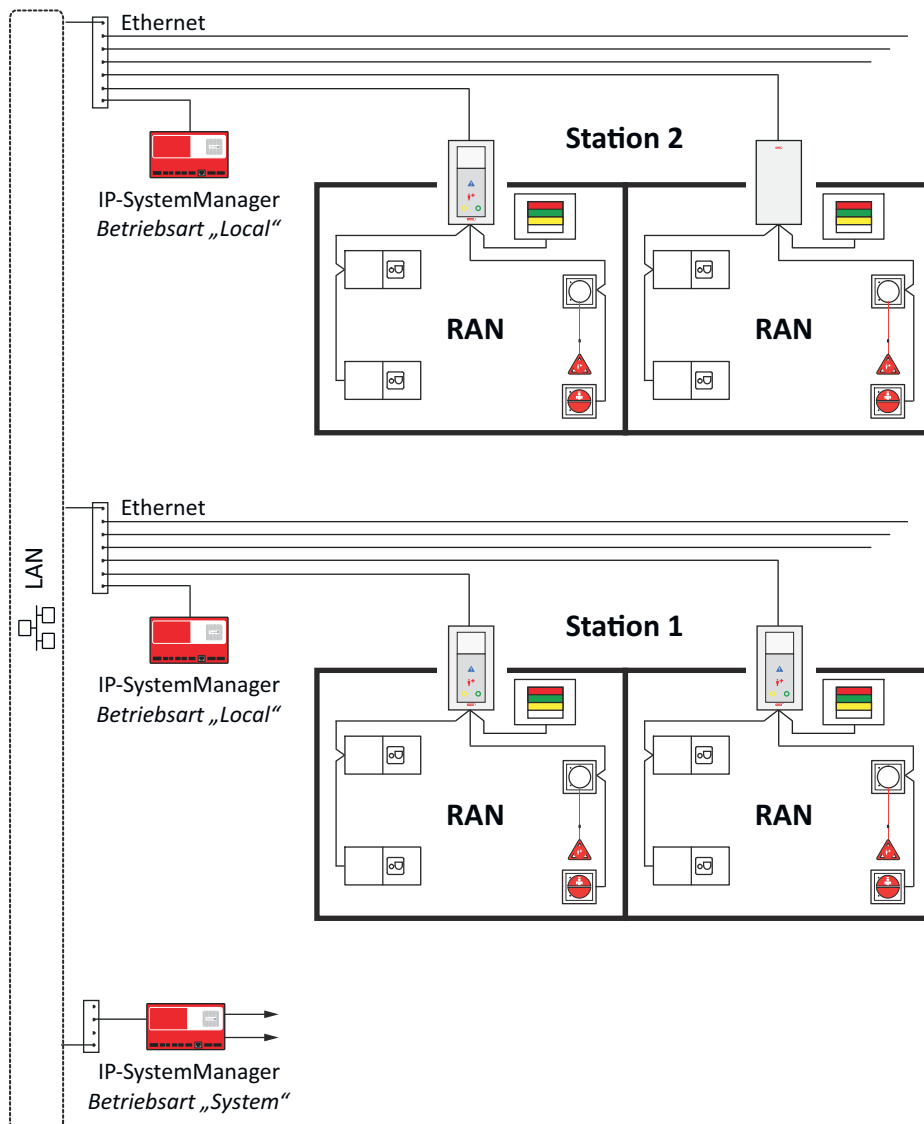 Ethernet
Station 2
IP-SystemManager
Betriebsart „Local“
RAN
RAN
LAN
Ethernet
Station 1
IP-SystemManager
Betriebsart „Local“
RAN
RAN
IP-SystemManager
Betriebsart „System“